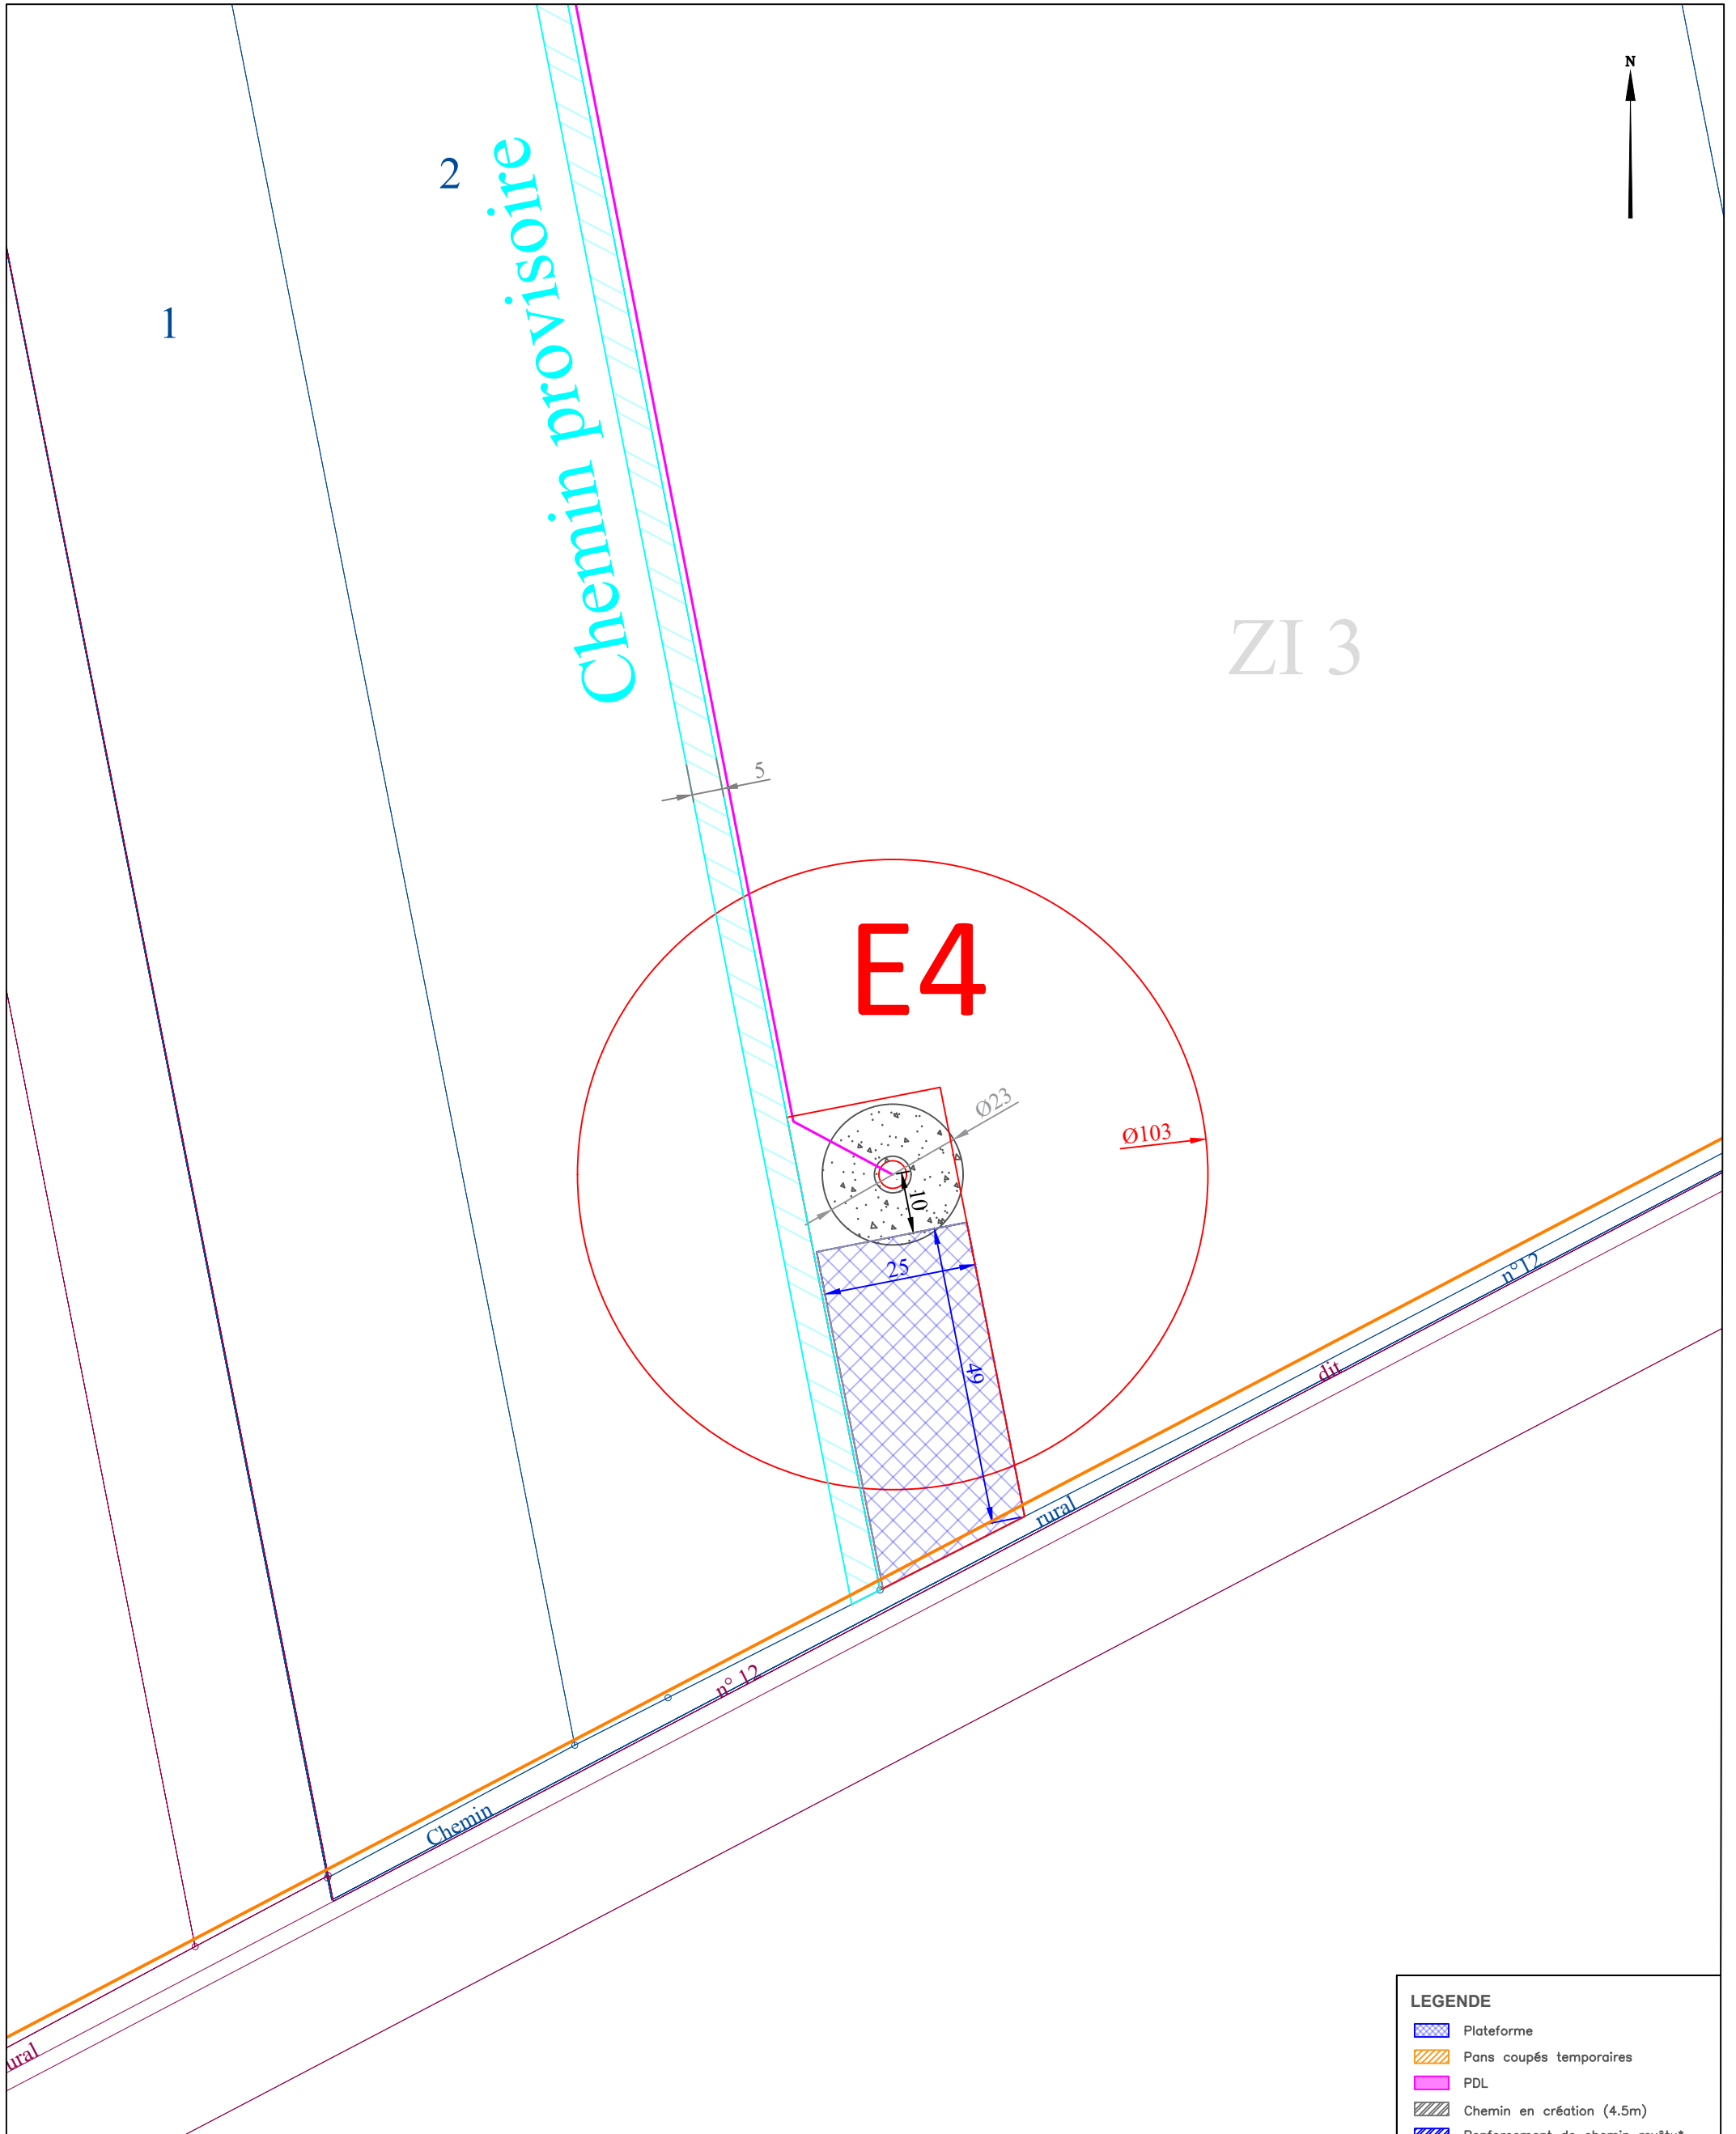 N
2
Chemin provisoire
1
ZI 3
5
E4
Ø23
Ø103
10
25
49
n°12
dit
rural
n° 12
Chemin
ural
LEGENDE
Plateforme
Pans coupés temporaires
PDL
Chemin en création (4.5m)